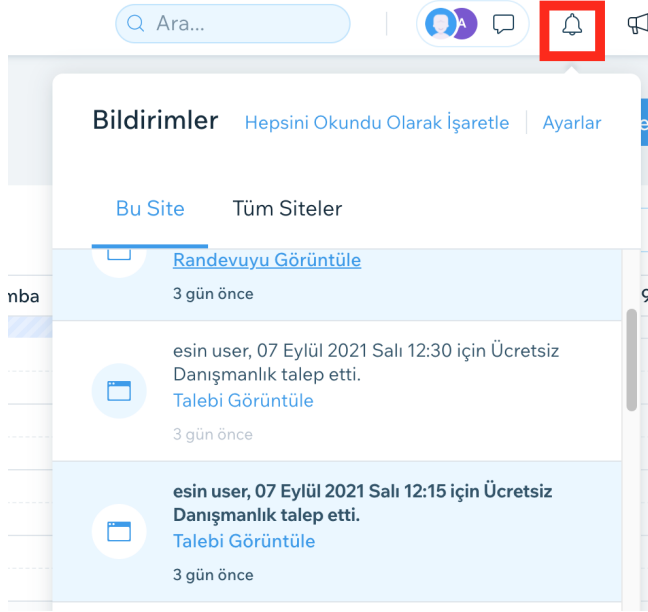 Ara...
A
Bildirimler Hepsini Okundu Olarak İşaretle Ayarlar
Bu Site Tüm Siteler
Randevuyu Görüntüle
3 gün önce
esin user, 07 Eylül 2021 Salı 12:30 için Ücretsiz
Danışmanlık talep etti.
Talebi Görüntüle
3 gün önce
esin user, 07 Eylül 2021 Salı 12:15 için Ücretsiz
Danışmanlık talep etti.
Talebi Görüntüle
3 gün önce